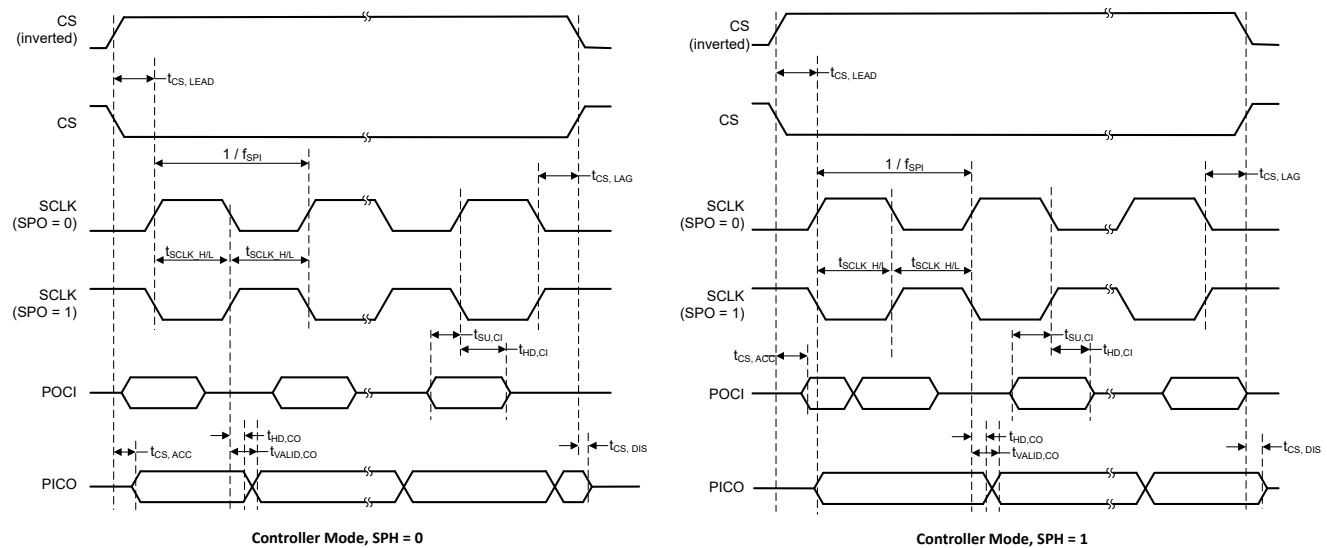 CS
(inverted)
tCS, LEAD
CS
1 / fSPI
tCS, LAG
SCLK
(SPO = 0)
tSCLK_H/L
tSCLK_H/L
SCLK
(SPO = 1)
tSU,CI
tHD,CI
POCI
tHD,CO
tCS, ACC
tVALID,CO
tCS, DIS
PICO
Controller Mode, SPH = 0
CS
(inverted)
tCS, LEAD
CS
1 / fSPI
tCS, LAG
SCLK
(SPO = 0)
tSCLK_H/L
tSCLK_H/L
SCLK
(SPO = 1)
tSU,CI
tCS, ACC
tHD,CI
POCI
tHD,CO
tVALID,CO
tCS, DIS
PICO
Controller Mode, SPH = 1